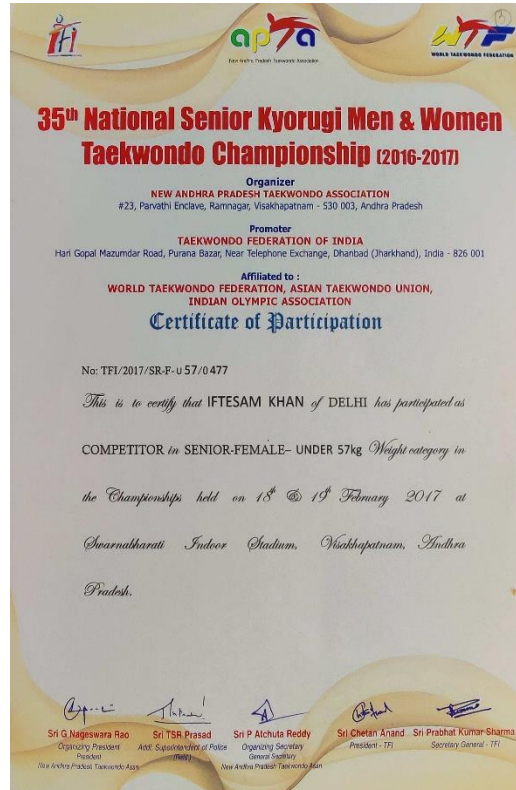 TFI
apTa
New Andhra Pradesh Taekwondo Association
WTF
WORLD TAEKWONDO FEDERATION
35th National Senior Kyorugi Men & Women
Taekwondo Championship (2016-2017)
Organizer
NEW ANDHRA PRADESH TAEKWONDO ASSOCIATION
#23, Parvathi Enclave, Ramnagar, Visakhapatnam - 530 003, Andhra Pradesh
Promoter
TAEKWONDO FEDERATION OF INDIA
Hari Gopal Mazumdar Road, Purana Bazar, Near Telephone Exchange, Dhanbad (Jharkhand), India - 826 001
Affiliated to :
WORLD TAEKWONDO FEDERATION, ASIAN TAEKWONDO UNION,
INDIAN OLYMPIC ASSOCIATION
Certificate of Participation
No: TFI/2017/SR-F-U 57/0477
This is to certify that IFTESAM KHAN of DELHI has participated as
COMPETITOR in SENIOR-FEMALE– UNDER 57kg Weight category in
the Championships held on 18th & 19th February 2017 at
Swarnabharati Indoor Stadium, Visakhapatnam, Andhra
Pradesh.
Sri G Nageswara Rao Sri TSR Prasad Sri P Atchuta Reddy Sri Chetan Anand Sri Prabhat Kumar Sharma
Organizing President Addl. Superintendent of Police Organizing Secretary President - TFI Secretary General - TFI
President (Retd.) General Secretary
New Andhra Pradesh Taekwondo Assn New Andhra Pradesh Taekwondo Assn